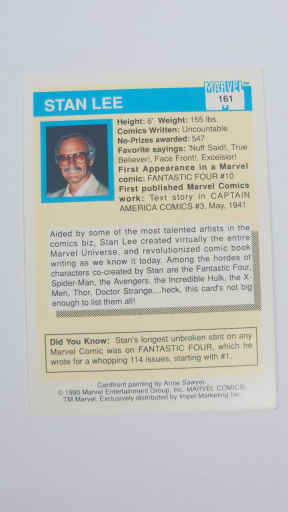 MARVEL
161
STAN LEE
Height: 6' Weight: 155 lbs.
Comics Written: Uncountable
No-Prizes awarded: 547
Favorite sayings: 'Nuff Said!, True
Believer!, Face Front!, Excelsior!
First Appearance in a Marvel
comic: FANTASTIC FOUR #10
First published Marvel Comics
work: Text story in CAPTAIN
AMERICA COMICS #3, May, 1941
Aided by some of the most talented artists in the
comics biz, Stan Lee created virtually the entire
Marvel Universe, and revolutionized comic book
writing as we know it today. Among the hordes of
characters co-created by Stan are the Fantastic Four,
Spider-Man, the Avengers, the Incredible Hulk, the X-
Men, Thor, Doctor Strange....heck, this card's not big
enough to list them all!
Did You Know: Stan's longest unbroken stint on any
Marvel Comic was on FANTASTIC FOUR, which he
wrote for a whopping 114 issues, starting with #1.
Cardfront painting by Arnie Sawyer.
© 1990 Marvel Entertainment Group, Inc. MARVEL COMICS:
TM Marvel. Exclusively distributed by Impel Marketing Inc.